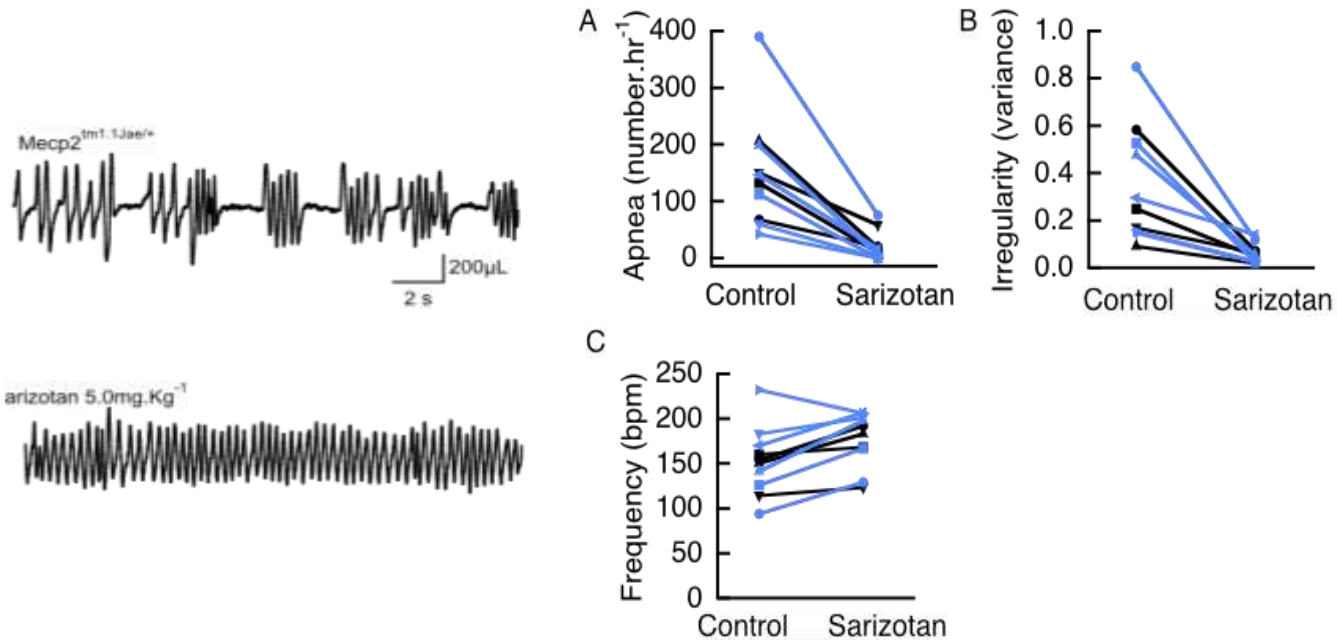 Mecp2tm1.1Jae/+
200µL
2 s
arizotan 5.0mg.Kg-1
A
Apnea (number.hr-1)
400
300
200
100
0
Control Sarizotan
B
Irregularity (variance)
1.0
0.8
0.6
0.4
0.2
0.0
Control Sarizotan
C
Frequency (bpm)
250
200
150
100
50
0
Control Sarizotan